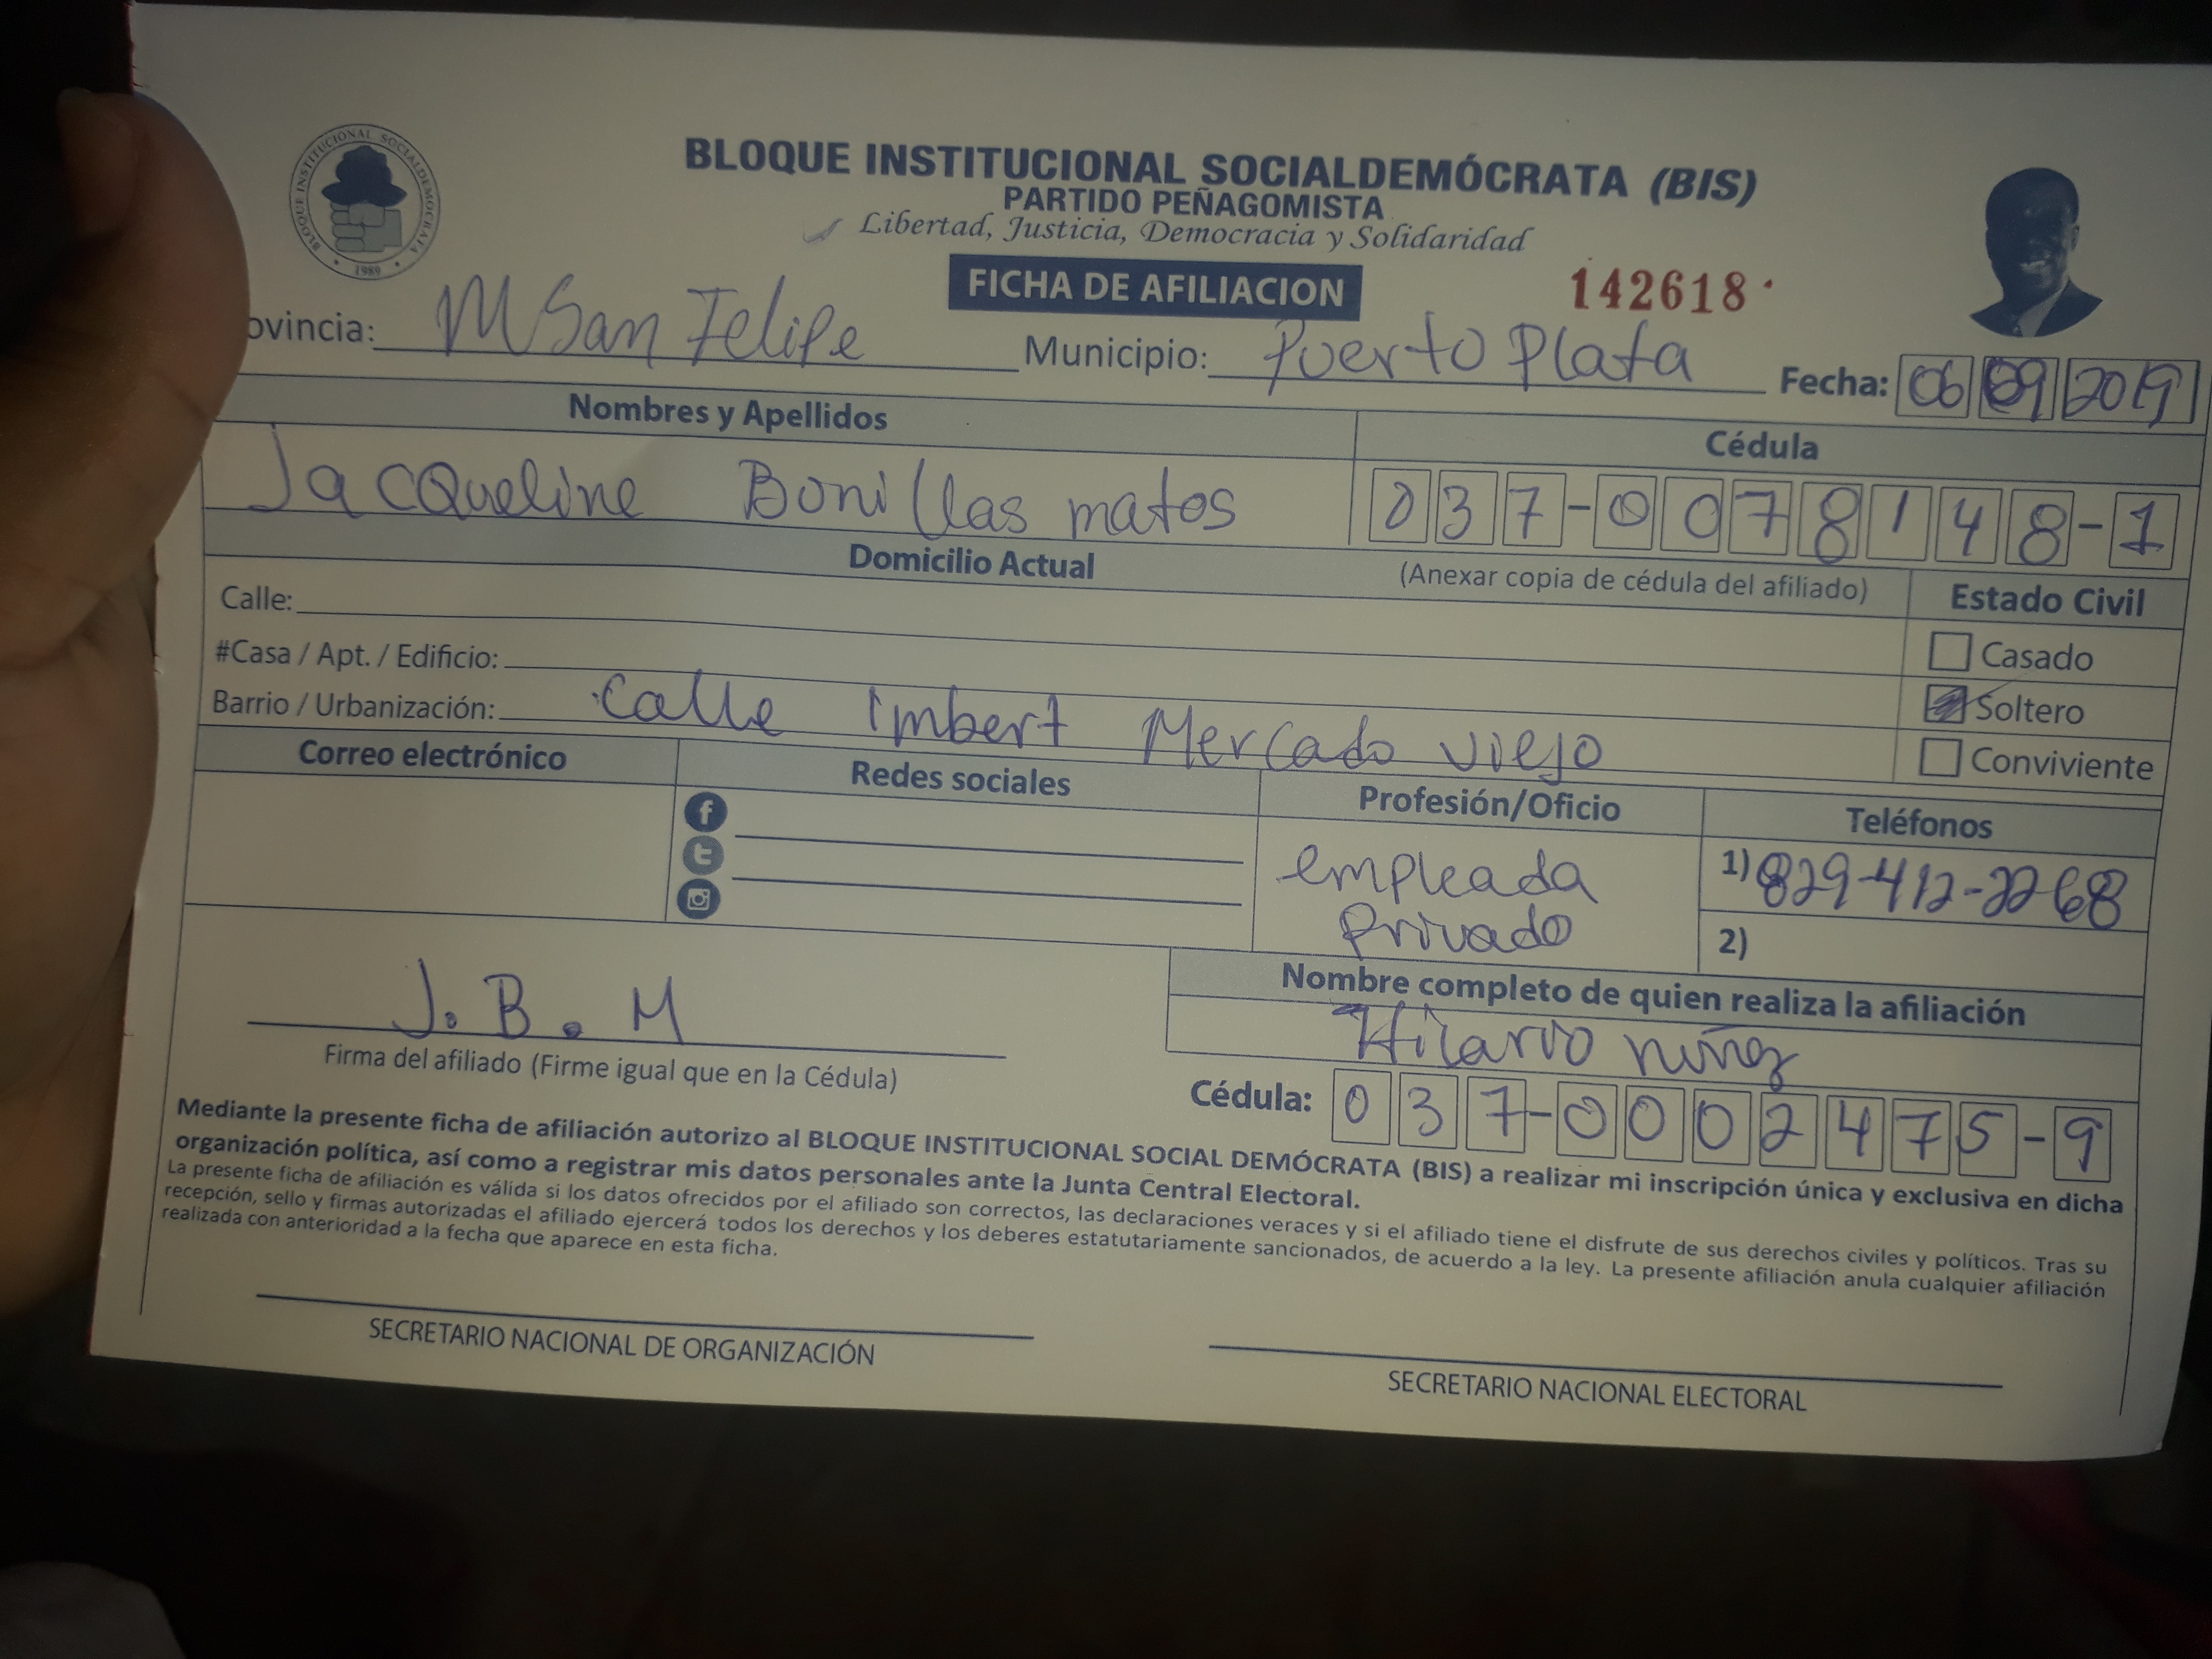 BLOQUE INSTITUCIONAL SOCIALDEMÓCRATA
1989
BLOQUE INSTITUCIONAL SOCIALDEMÓCRATA (BIS)
PARTIDO PEÑAGOMISTA
Libertad, Justicia, Democracia y Solidaridad
FICHA DE AFILIACION 142618
ovincia: M San Felipe Municipio: Puerto Plata Fecha: 06 09 2019
Nombres y Apellidos Cédula
Jacqueline Bonillas matos 037-0078148-1
Domicilio Actual (Anexar copia de cédula del afiliado) Estado Civil
Calle: Casado
#Casa / Apt. / Edificio: Soltero
Barrio / Urbanización: Calle imbert Mercado viejo Conviviente
Correo electrónico Redes sociales Profesión/Oficio Teléfonos
empleada 1) 829-412-2268
Privado 2)
Nombre completo de quien realiza la afiliación
J. B. M Hilario Núñez
Firma del afiliado (Firme igual que en la Cédula) Cédula: 037-0002475-9
Mediante la presente ficha de afiliación autorizo al BLOQUE INSTITUCIONAL SOCIAL DEMÓCRATA (BIS) a realizar mi inscripción única y exclusiva en dicha
organización política, así como a registrar mis datos personales ante la Junta Central Electoral.
La presente ficha de afiliación es válida si los datos ofrecidos por el afiliado son correctos, las declaraciones veraces y si el afiliado tiene el disfrute de sus derechos civiles y políticos. Tras su
recepción, sello y firmas autorizadas el afiliado ejercerá todos los derechos y los deberes estatutariamente sancionados, de acuerdo a la ley. La presente afiliación anula cualquier afiliación
realizada con anterioridad a la fecha que aparece en esta ficha.
SECRETARIO NACIONAL DE ORGANIZACIÓN SECRETARIO NACIONAL ELECTORAL